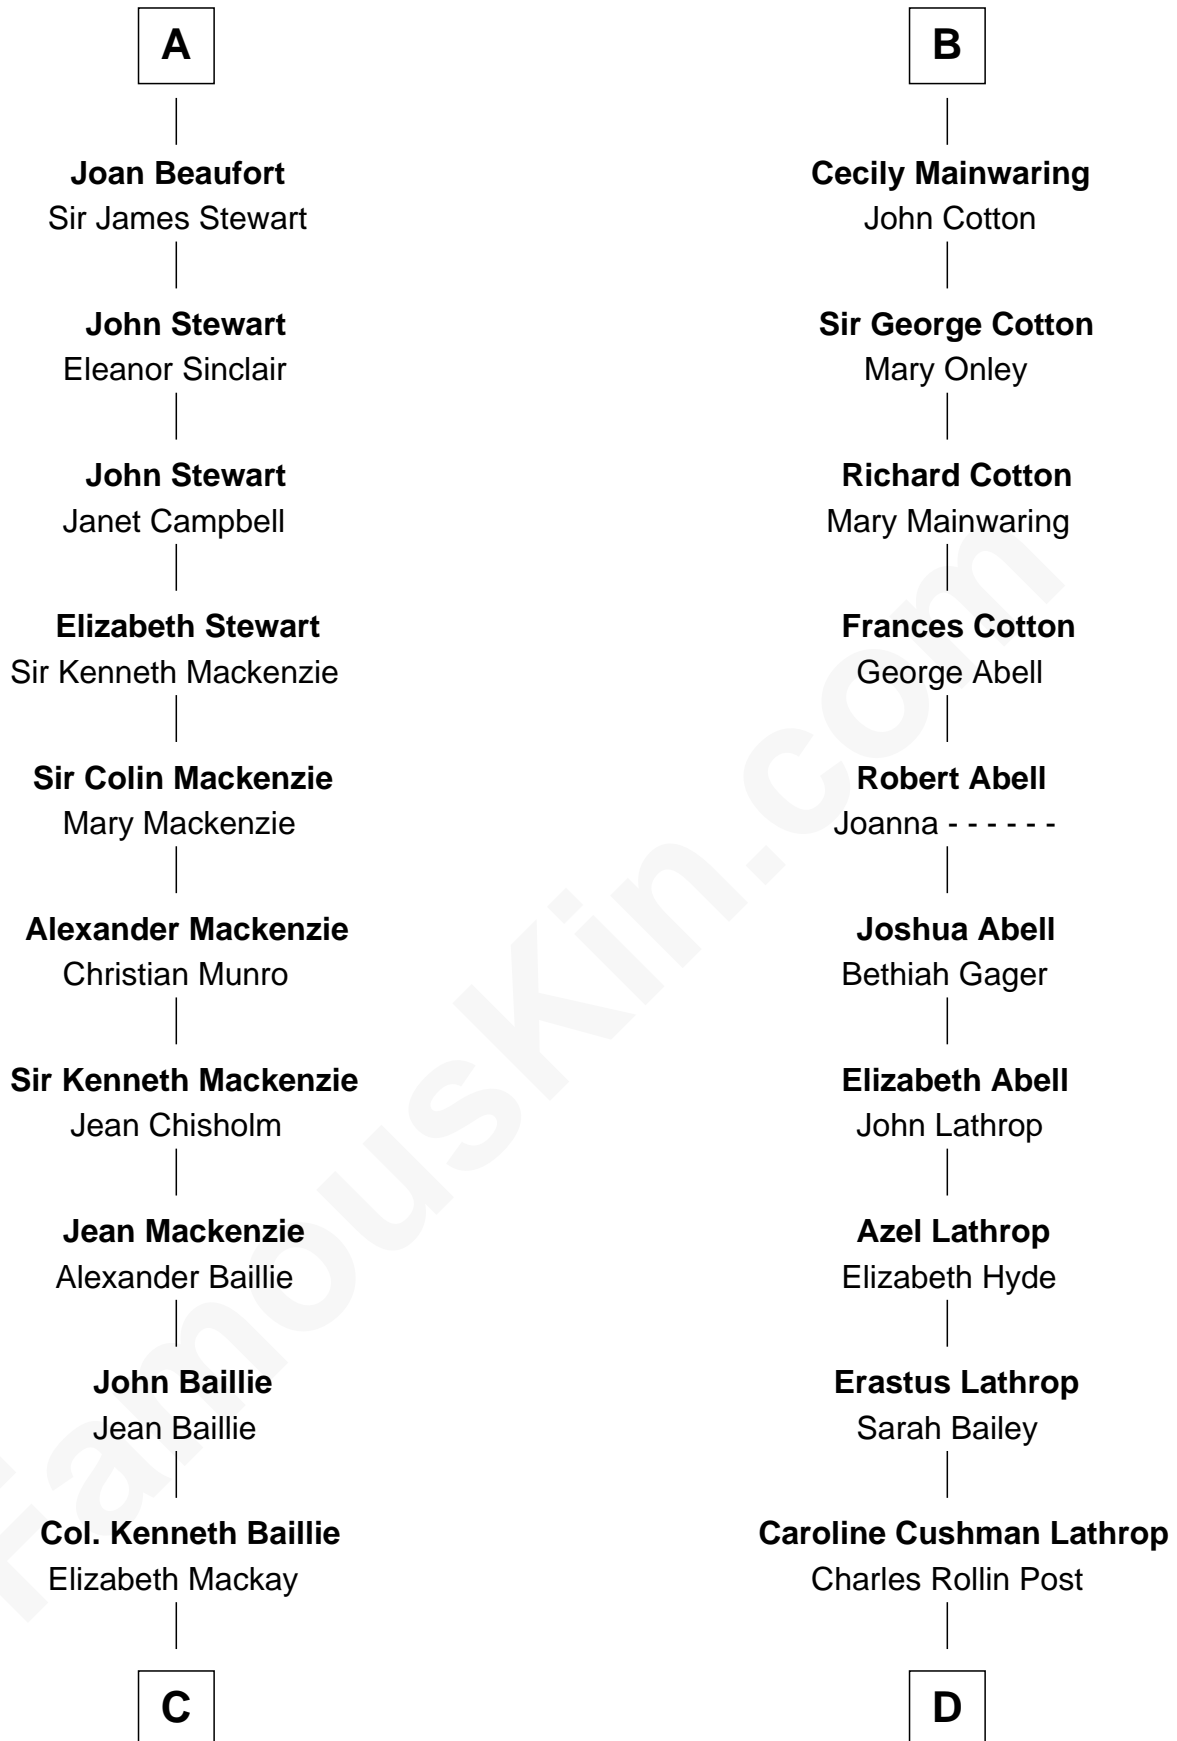 A
Joan Beaufort
Sir James Stewart
John Stewart
Eleanor Sinclair
John Stewart
Janet Campbell
Elizabeth Stewart
Sir Kenneth Mackenzie
Sir Colin Mackenzie
Mary Mackenzie
Alexander Mackenzie
Christian Munro
Sir Kenneth Mackenzie
Jean Chisholm
Jean Mackenzie
Alexander Baillie
John Baillie
Jean Baillie
Col. Kenneth Baillie
Elizabeth Mackay
C
B
Cecily Mainwaring
John Cotton
Sir George Cotton
Mary Onley
Richard Cotton
Mary Mainwaring
Frances Cotton
George Abell
Robert Abell
Joanna - - - - - -
Joshua Abell
Bethiah Gager
Elizabeth Abell
John Lathrop
Azel Lathrop
Elizabeth Hyde
Erastus Lathrop
Sarah Bailey
Caroline Cushman Lathrop
Charles Rollin Post
D
FamousKin.com